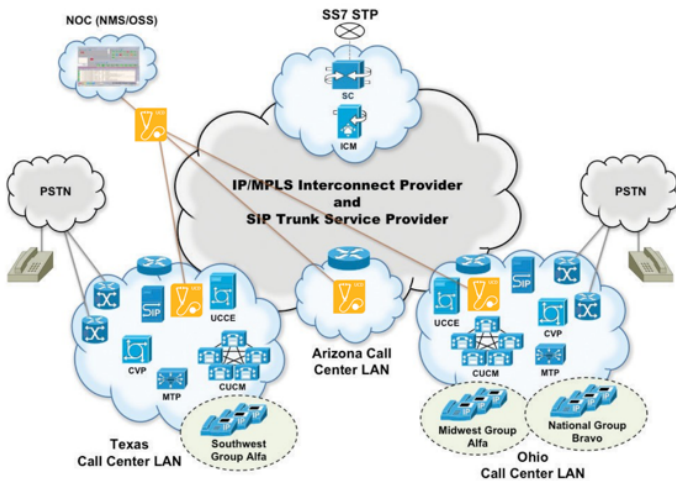 SS7 STP
NOC (NMS/OSS)
SC
ICM
IP/MPLS Interconnect Provider
and
SIP Trunk Service Provider
PSTN
PSTN
SIP
UCCE
CVP
MTP
CUCM
Texas
Call Center LAN
Southwest
Group Alfa
Arizona Call
Center LAN
SIP
UCCE
CVP
MTP
CUCM
Midwest Group
Alfa
National Group
Bravo
Ohio
Call Center LAN